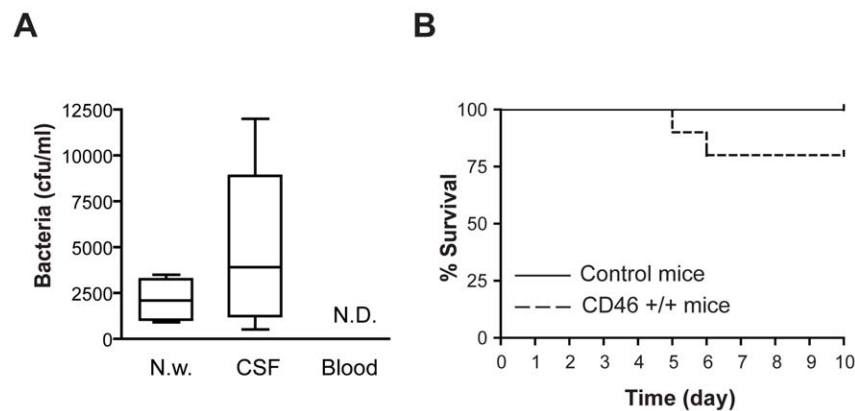 A
Bacteria (cfu/ml)
12500
10000
7500
5000
2500
0
N.D.
N.w. CSF Blood
B
% Survival
100
75
50
25
0
Control mice
CD46 +/+ mice
0 1 2 3 4 5 6 7 8 9 10
Time (day)